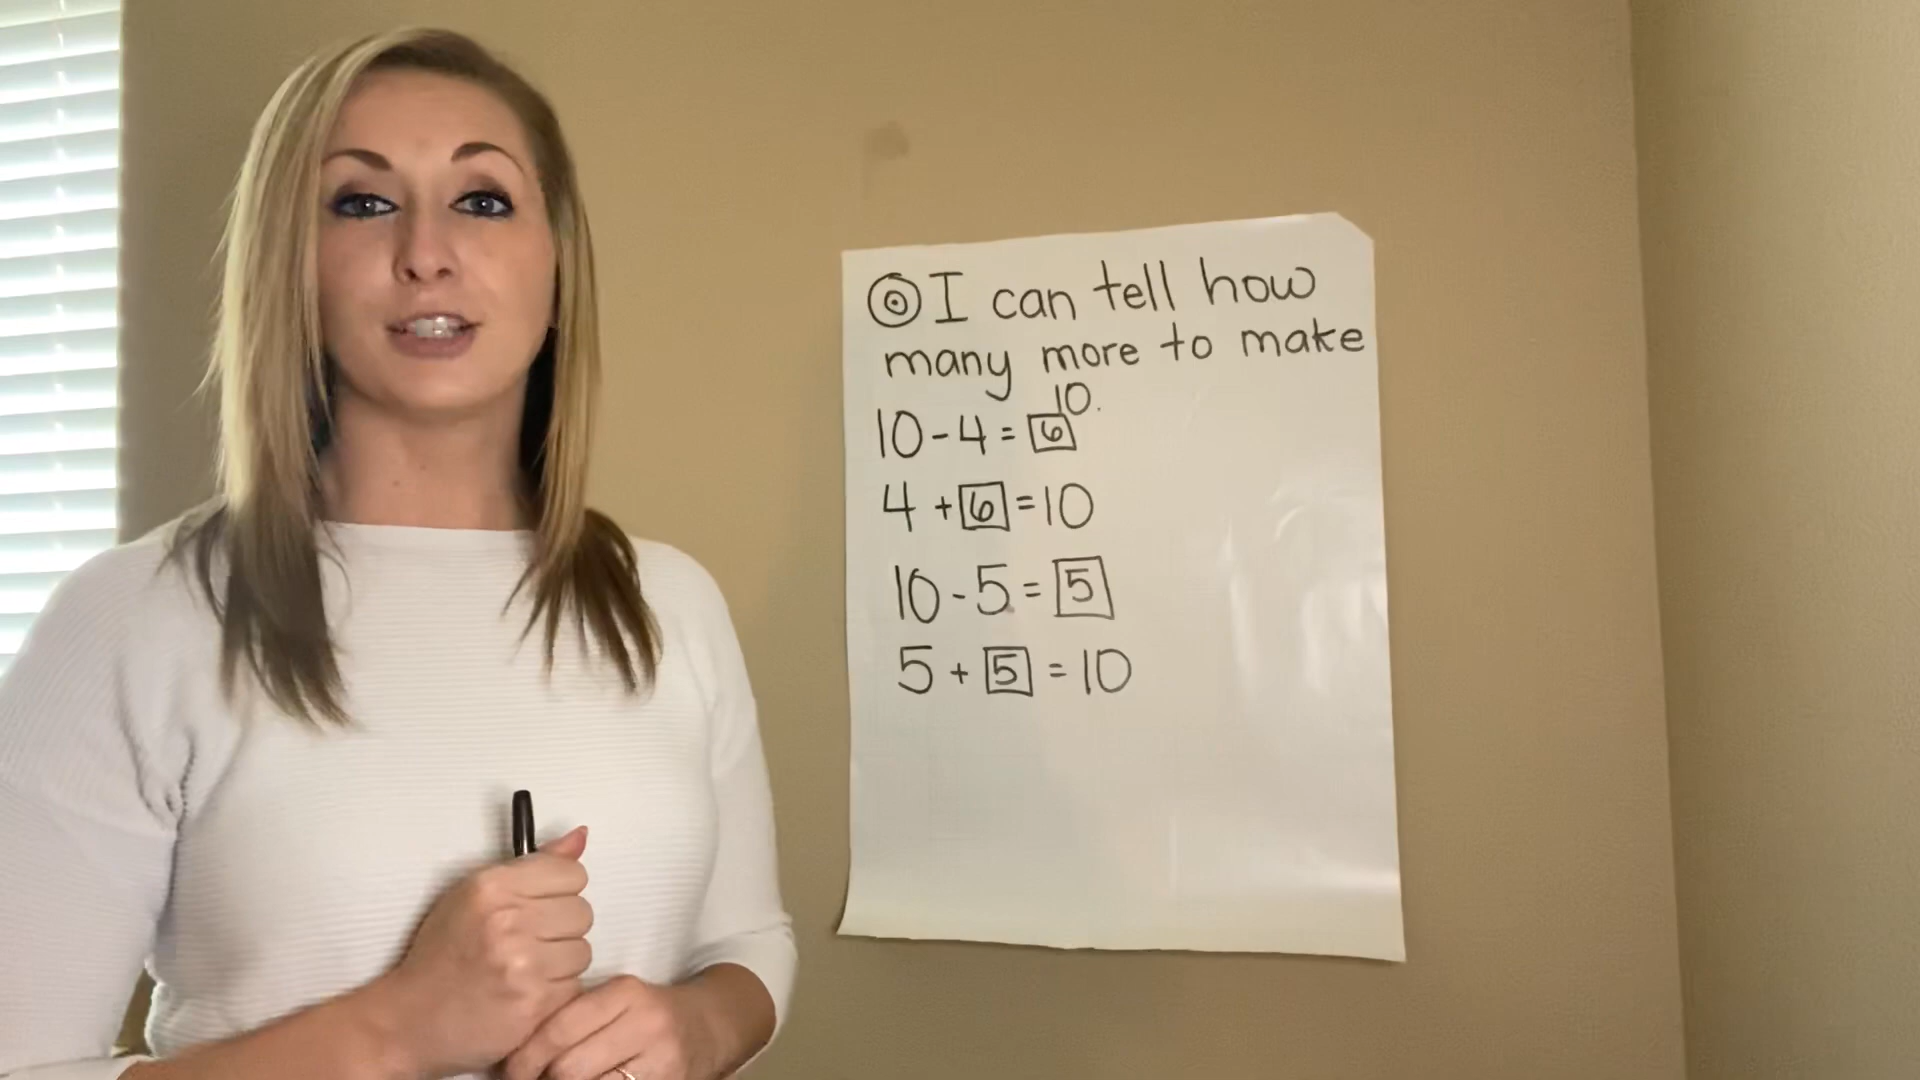 I can tell how
many more to make
10.
10 - 4 = 6
4 + 6 = 10
10 - 5 = 5
5 + 5 = 10